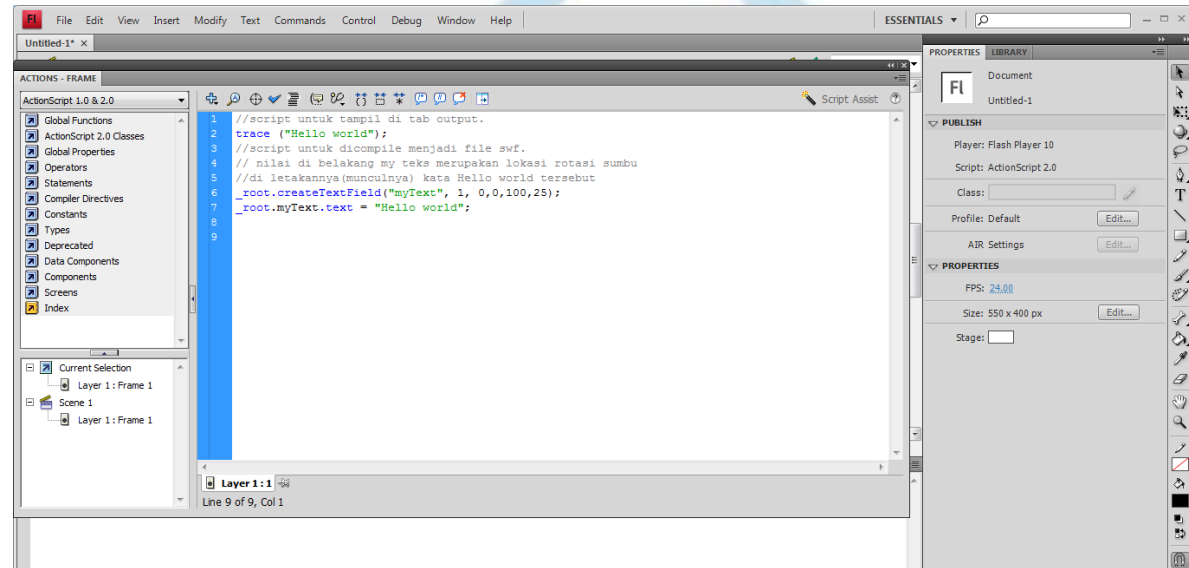 FL File Edit View Insert Modify Text Commands Control Debug Window Help ESSENTIALS
Untitled-1* ×
ACTIONS - FRAME
ActionScript 1.0 & 2.0
Global Functions
ActionScript 2.0 Classes
Global Properties
Operators
Statements
Compiler Directives
Constants
Types
Deprecated
Data Components
Components
Screens
Index
Current Selection
Layer 1 : Frame 1
Scene 1
Layer 1 : Frame 1
Script Assist
1 //script untuk tampil di tab output.
2 trace ("Hello world");
3 //script untuk dicompile menjadi file swf.
4 // nilai di belakang my teks merupakan lokasi rotasi sumbu
5 //di letakannya(munculnya) kata Hello world tersebut
6 _root.createTextField("myText", 1, 0,0,100,25);
7 _root.myText.text = "Hello world";
8
9
Layer 1 : 1
Line 9 of 9, Col 1
PROPERTIES LIBRARY
FL
Document
Untitled-1
PUBLISH
Player: Flash Player 10
Script: ActionScript 2.0
Class:
Profile: Default Edit...
AIR Settings Edit...
PROPERTIES
FPS: 24.00
Size: 550 x 400 px Edit...
Stage:
T